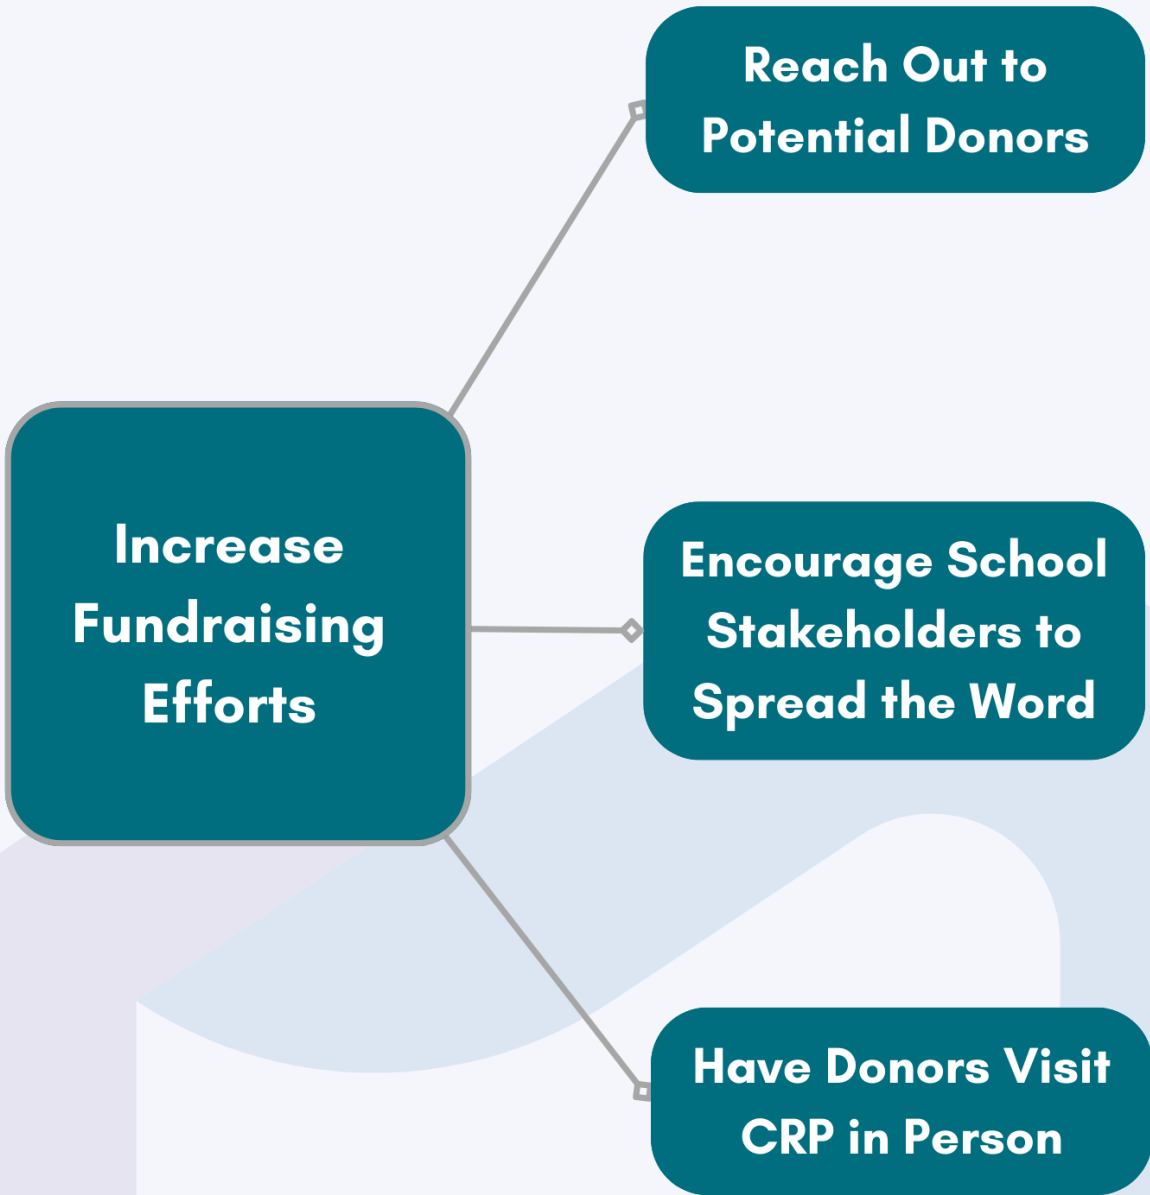 Reach Out to
Potential Donors
Increase
Fundraising
Efforts
Encourage School
Stakeholders to
Spread the Word
Have Donors Visit
CRP in Person